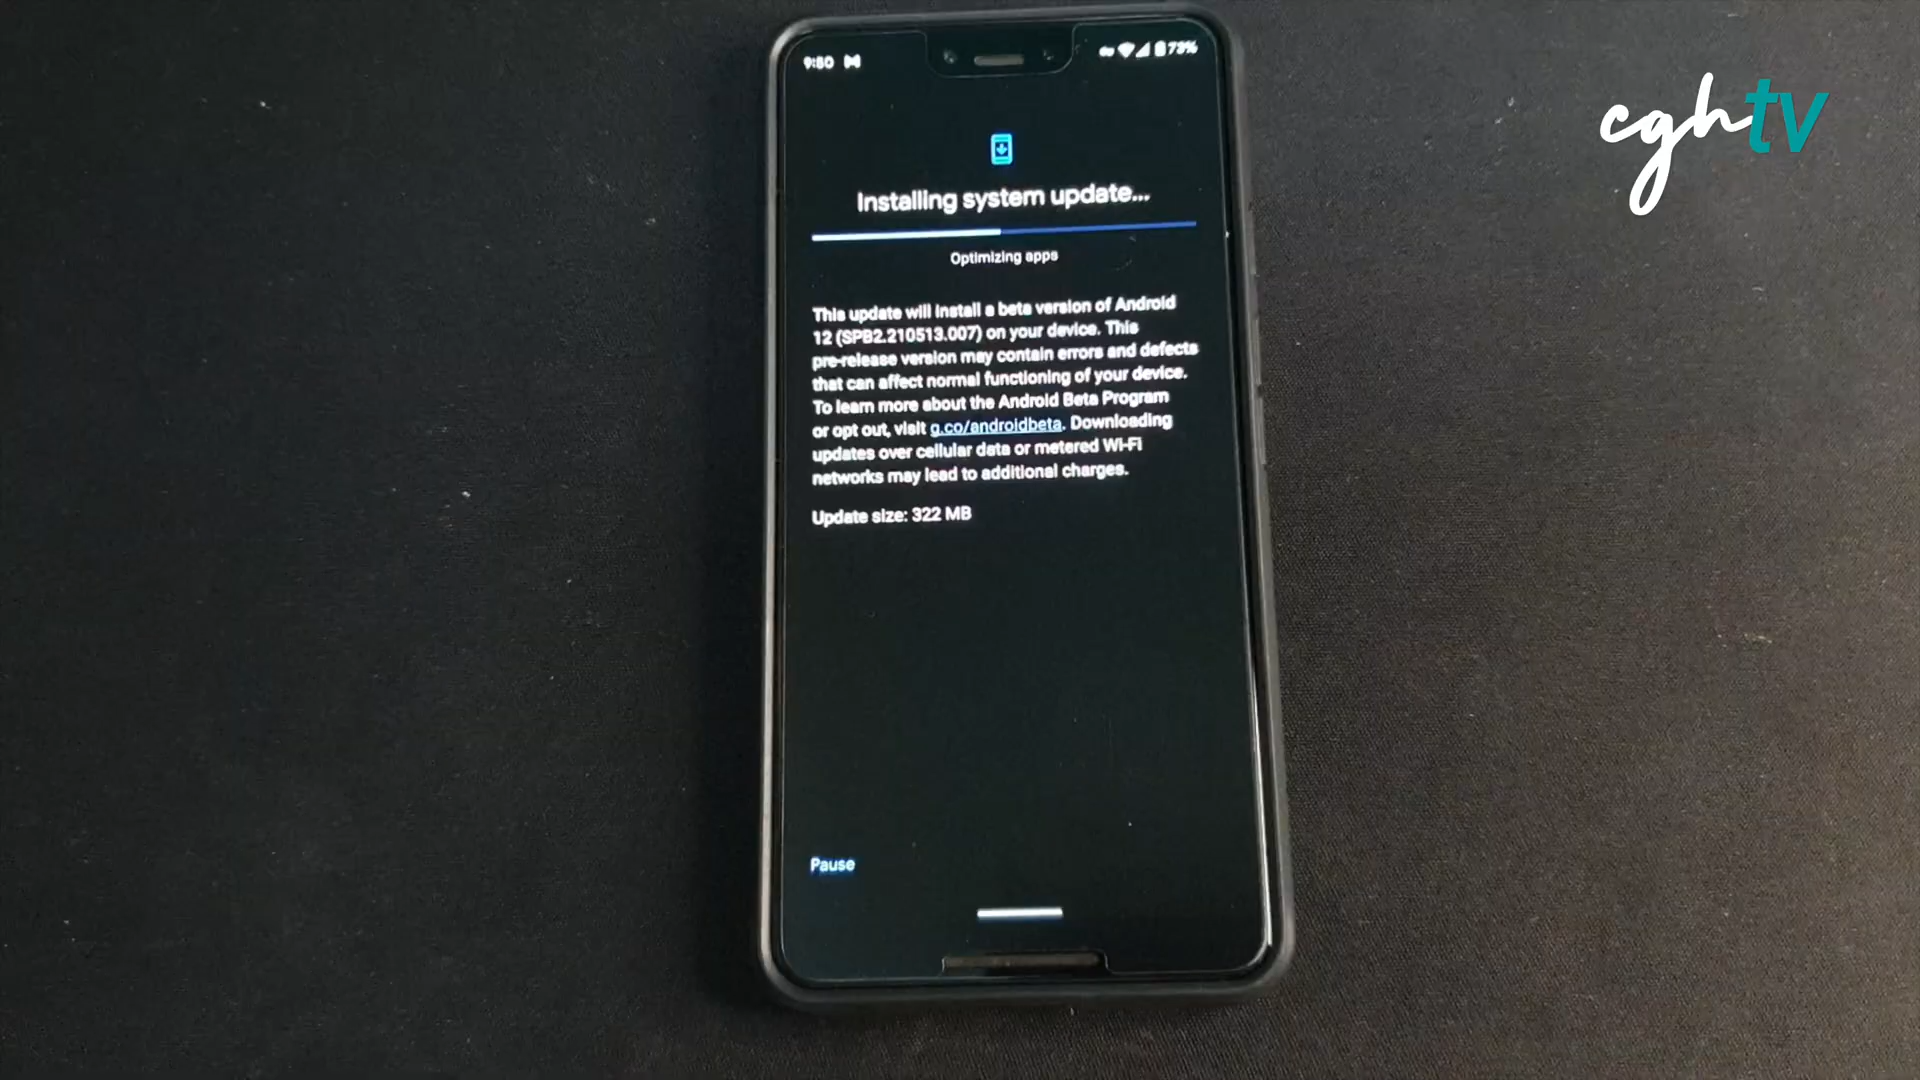 9:50
73%
cghtv
Installing system update...
Optimizing apps
This update will install a beta version of Android
12 (SPB2.210513.007) on your device. This
pre-release version may contain errors and defects
that can affect normal functioning of your device.
To learn more about the Android Beta Program
or opt out, visit g.co/androidbeta. Downloading
updates over cellular data or metered Wi-Fi
networks may lead to additional charges.
Update size: 322 MB
Pause